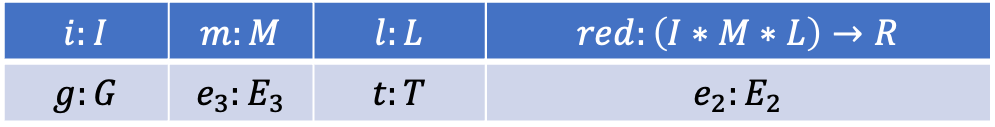 i: I m: M l: L red: (I * M * L) → R
g: G e₃: E₃ t: T e₂: E₂